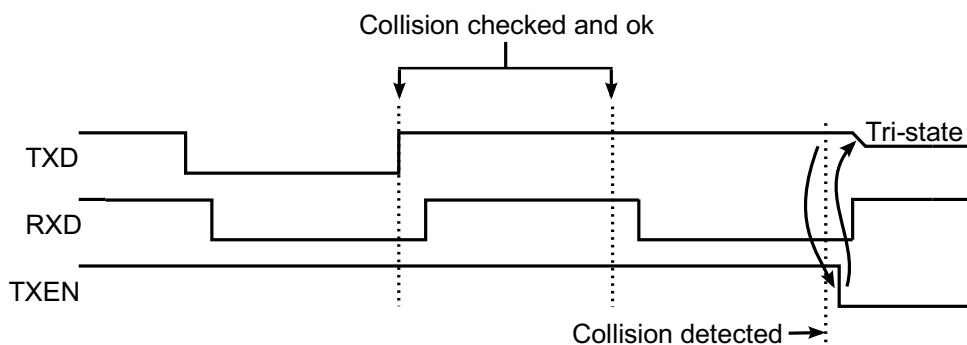 Collision checked and ok
TXD
Tri-state
RXD
TXEN
Collision detected